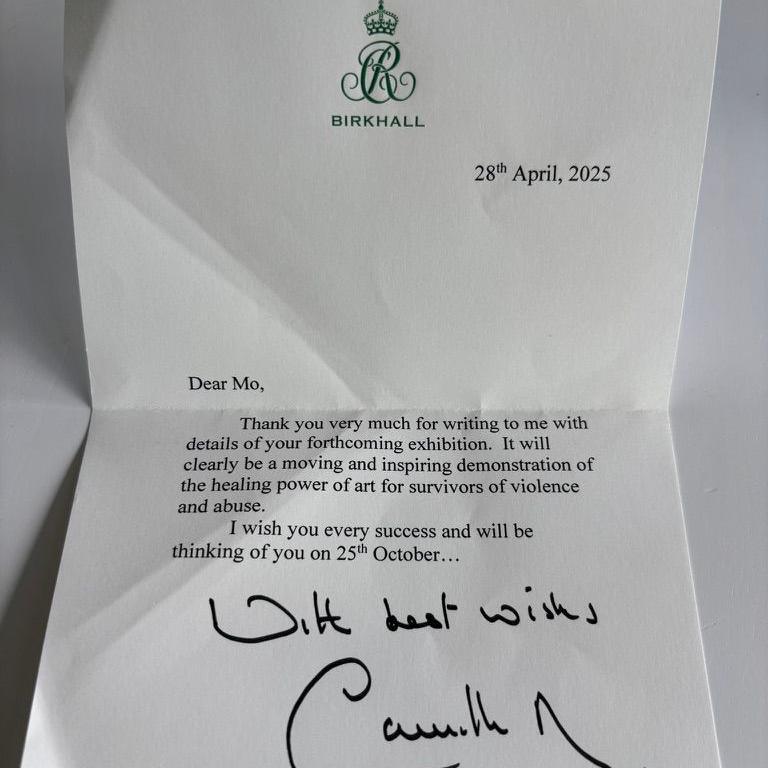 BIRKHALL
28th April, 2025
Dear Mo,
Thank you very much for writing to me with
details of your forthcoming exhibition. It will
clearly be a moving and inspiring demonstration of
the healing power of art for survivors of violence
and abuse.
I wish you every success and will be
thinking of you on 25th October...
With best wishes
Camilla R